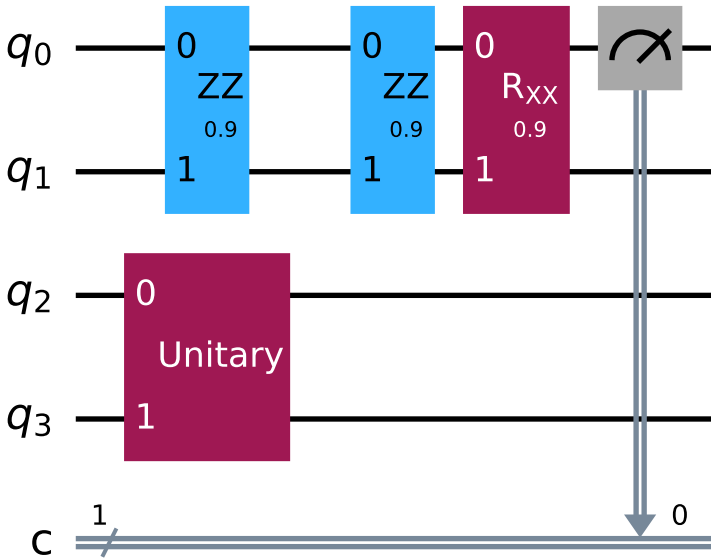 q0 0 0 0
ZZ ZZ RXX
0.9 0.9 0.9
q1 1 1 1
q2 0
Unitary
q3 1
1 0
c